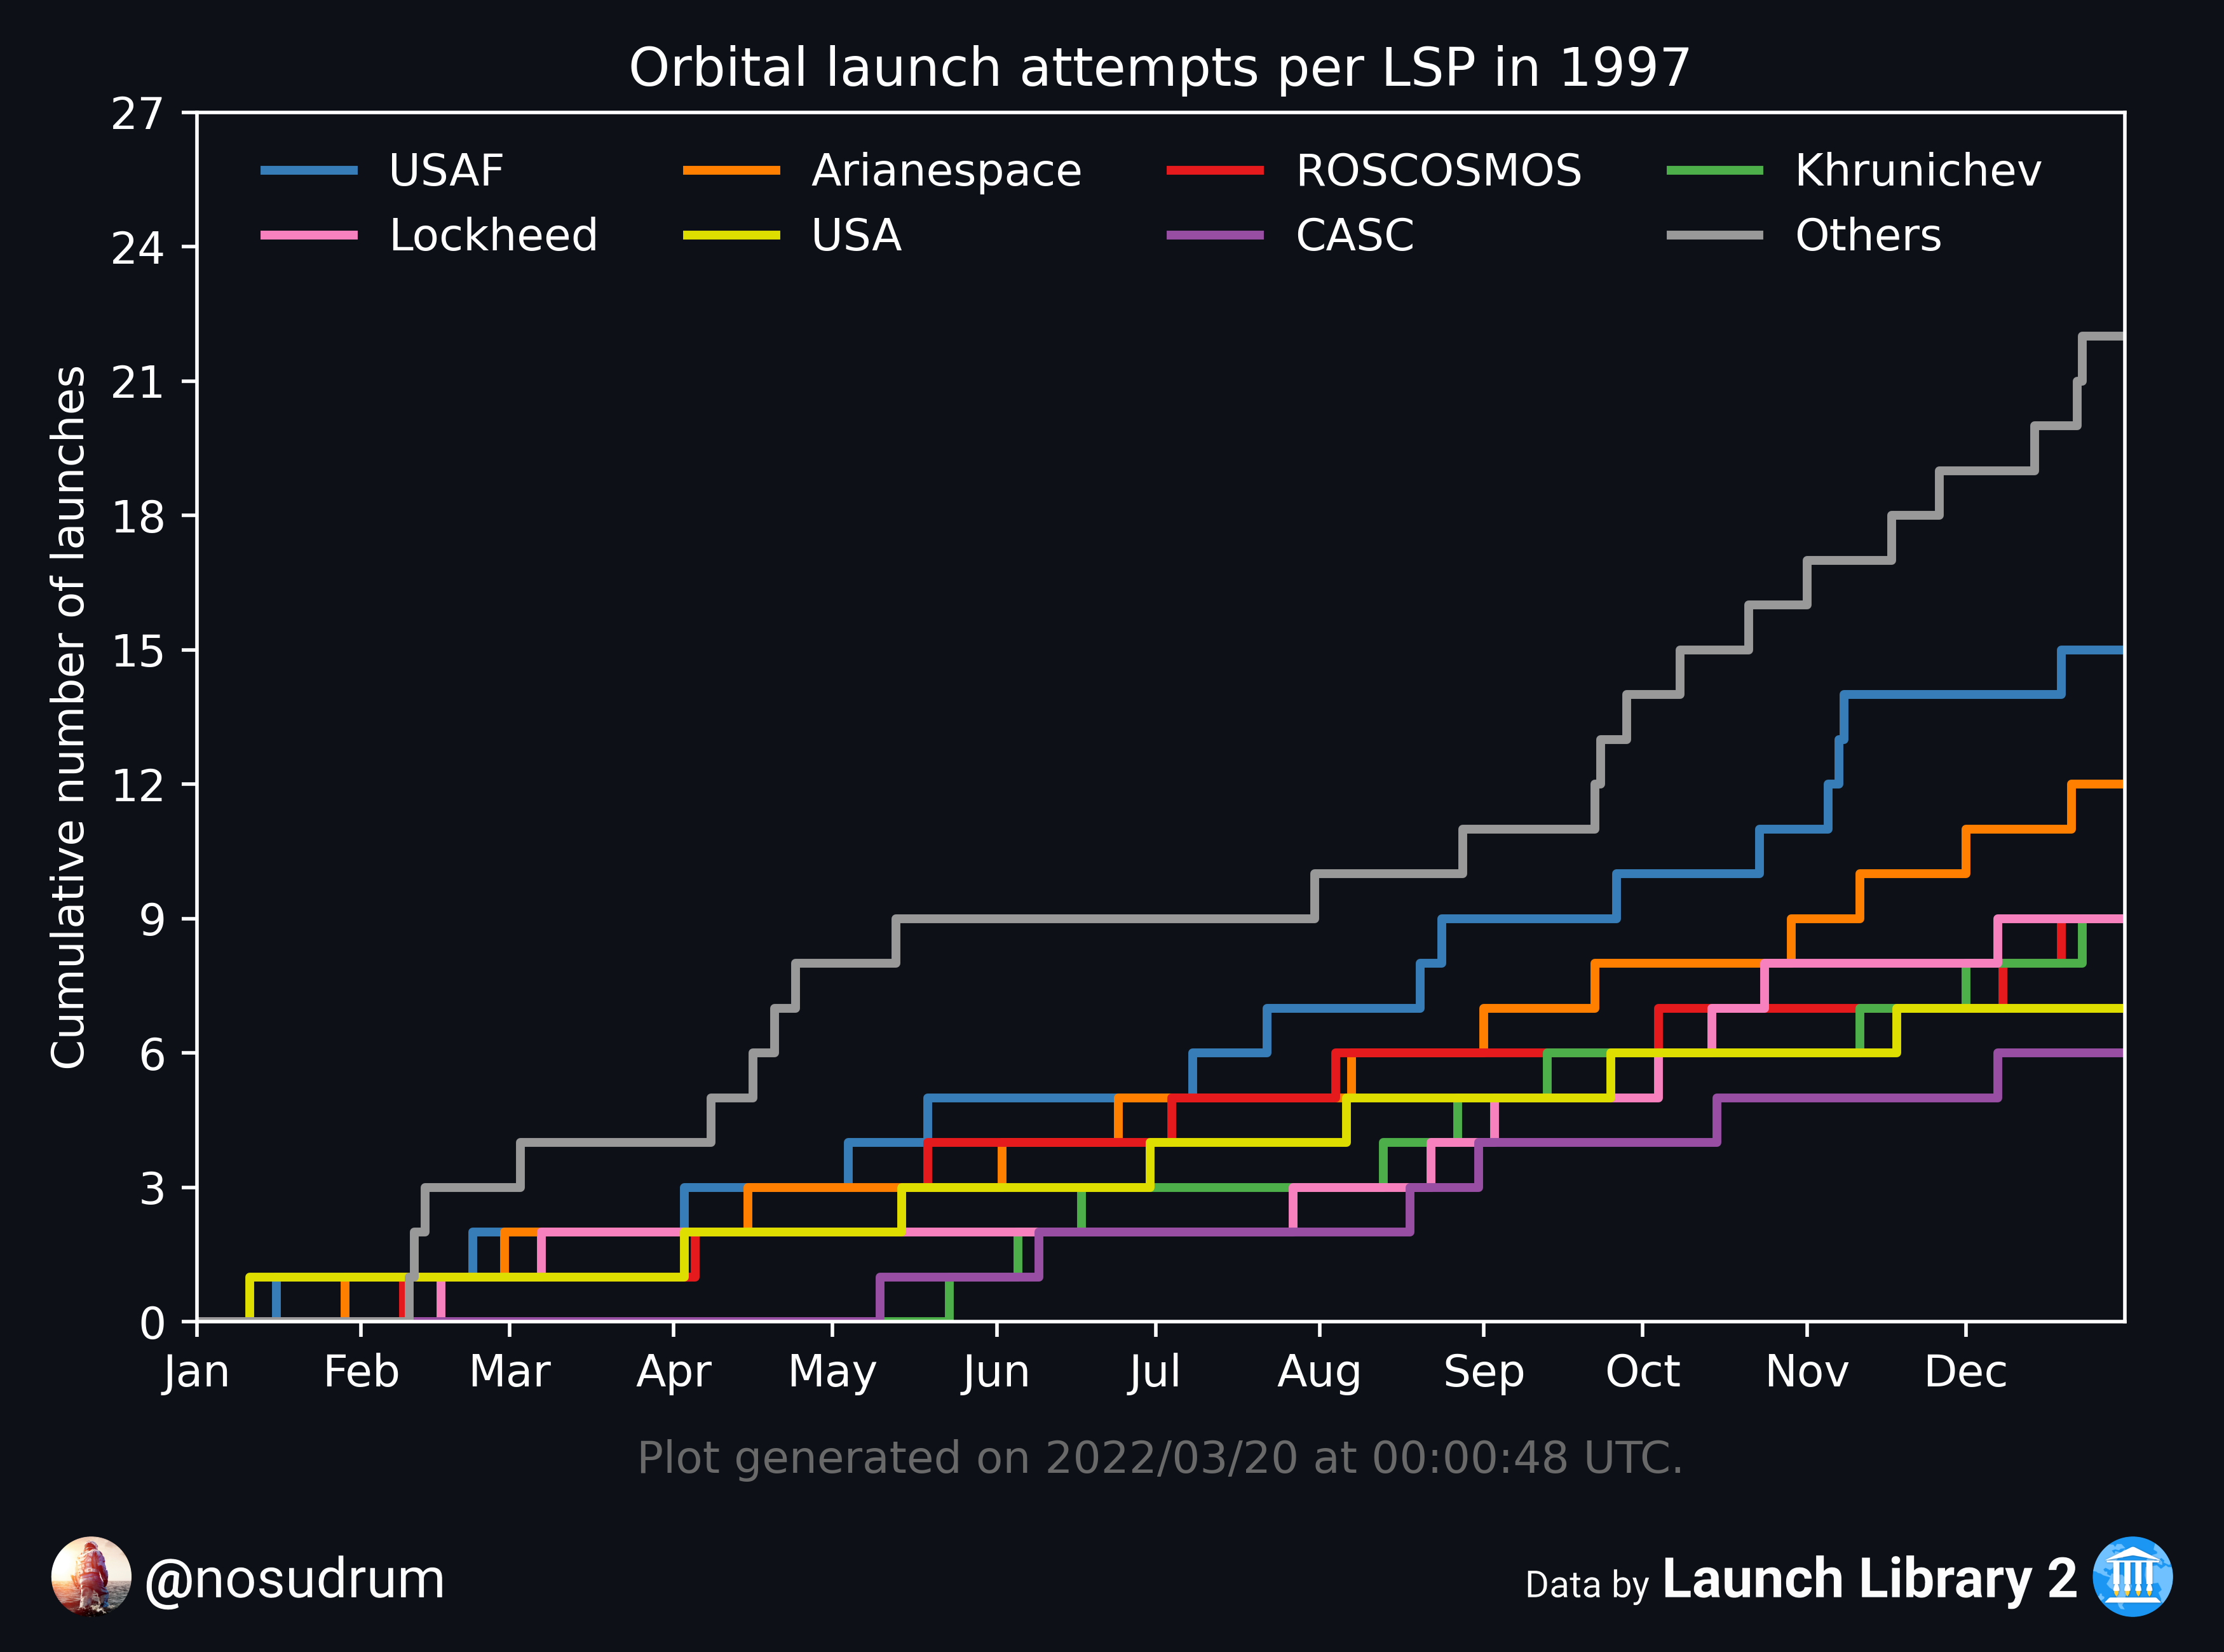 Orbital launch attempts per LSP in 1997
27
24
21
18
15
12
9
6
3
0
Cumulative number of launches
USAF Arianespace ROSCOSMOS Khrunichev
Lockheed USA CASC Others
Jan Feb Mar Apr May Jun Jul Aug Sep Oct Nov Dec
Plot generated on 2022/03/20 at 00:00:48 UTC.
@nosudrum
Data by Launch Library 2